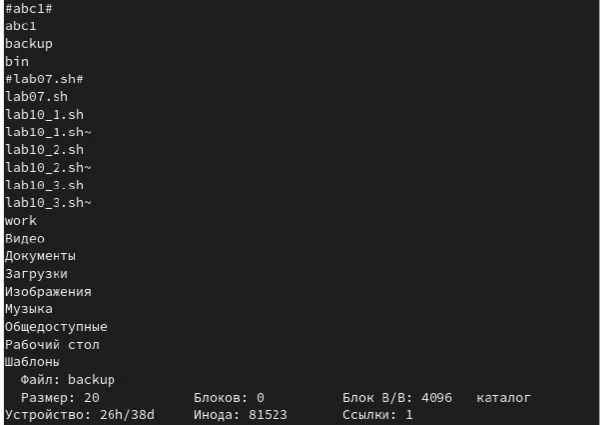 #abc1#
abc1
backup
bin
#lab07.sh#
lab07.sh
lab10_1.sh
lab10_1.sh~
lab10_2.sh
lab10_2.sh~
lab10_3.sh
lab10_3.sh~
work
Видео
Документы
Загрузки
Изображения
Музыка
Общедоступные
Рабочий стол
Шаблоны
Файл: backup
Размер: 20 Блоков: 0 Блок В/В: 4096 каталог
Устройство: 26h/38d Инода: 81523 Ссылки: 1